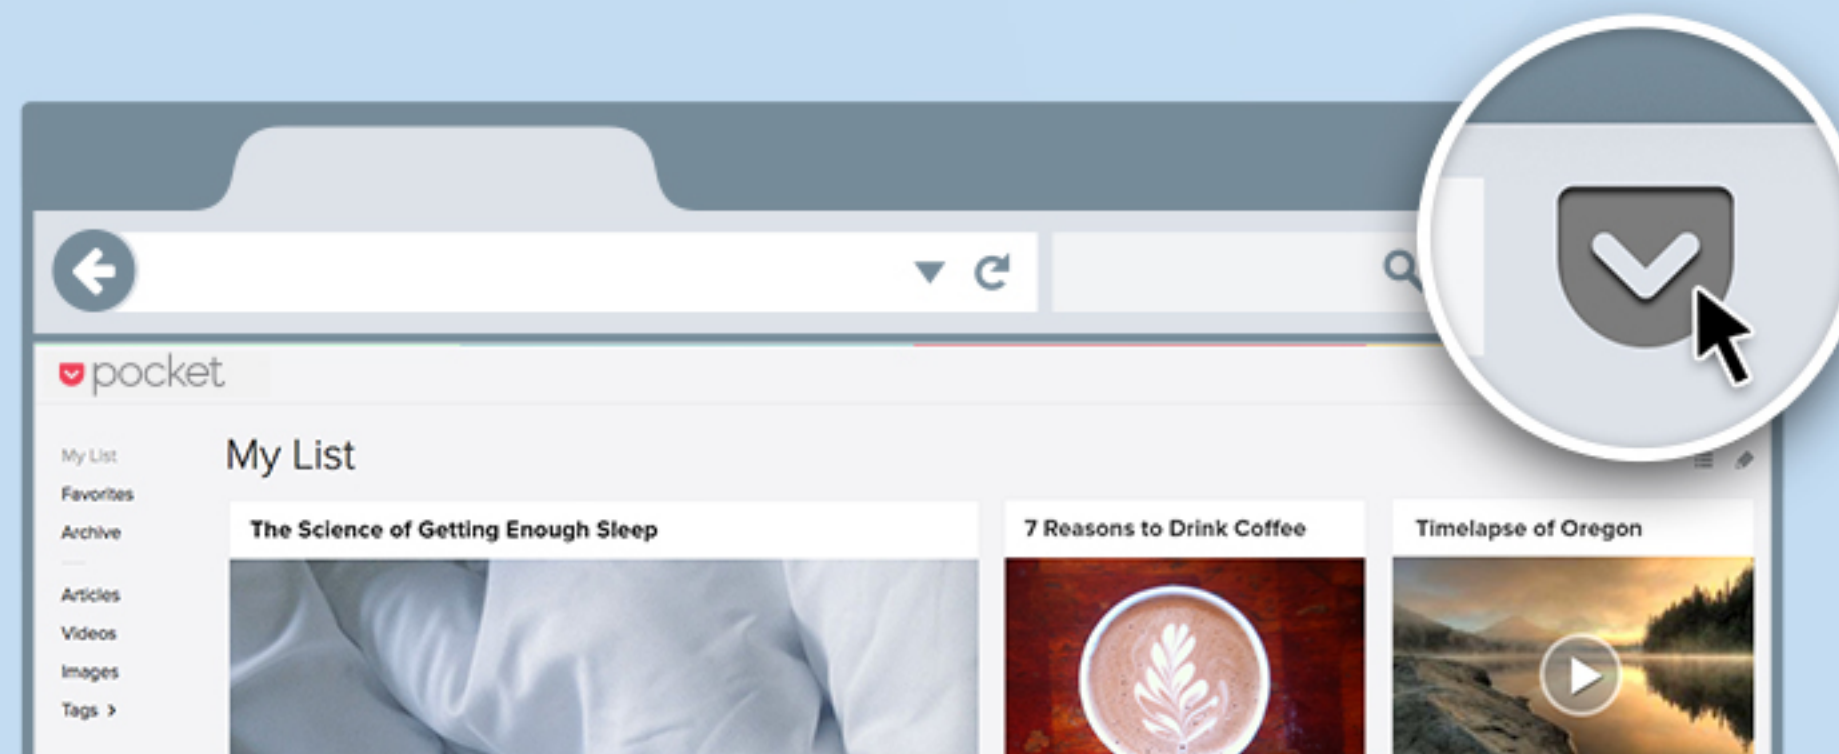 pocket
My List
Favorites
Archive
Articles
Videos
Images
Tags >
My List
The Science of Getting Enough Sleep
7 Reasons to Drink Coffee
Timelapse of Oregon